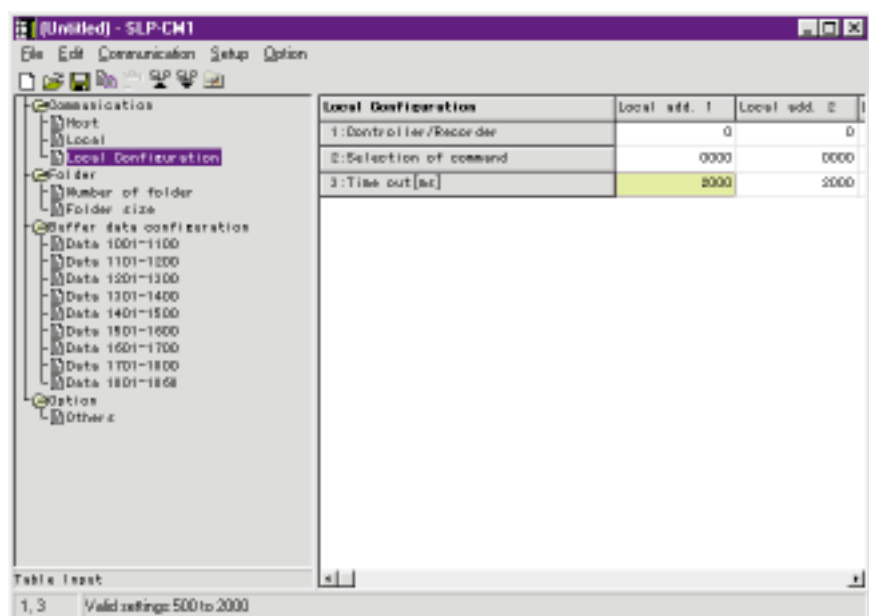 (Untitled) - SLP-CM1
File Edit Communication Setup Option
Communication
Host
Local
Local Configuration
Folder
Number of folder
Folder size
Buffer data configuration
Data 1001-1100
Data 1101-1200
Data 1201-1300
Data 1301-1400
Data 1401-1500
Data 1501-1600
Data 1601-1700
Data 1701-1800
Data 1801-1868
Option
Others
Local Configuration Local add. 1 Local add. 2
1:Controller/Recorder 0 0
2:Selection of command 0000 0000
3:Time out[ms] 2000 2000
Table Input
1, 3 Valid settings: 500 to 2000